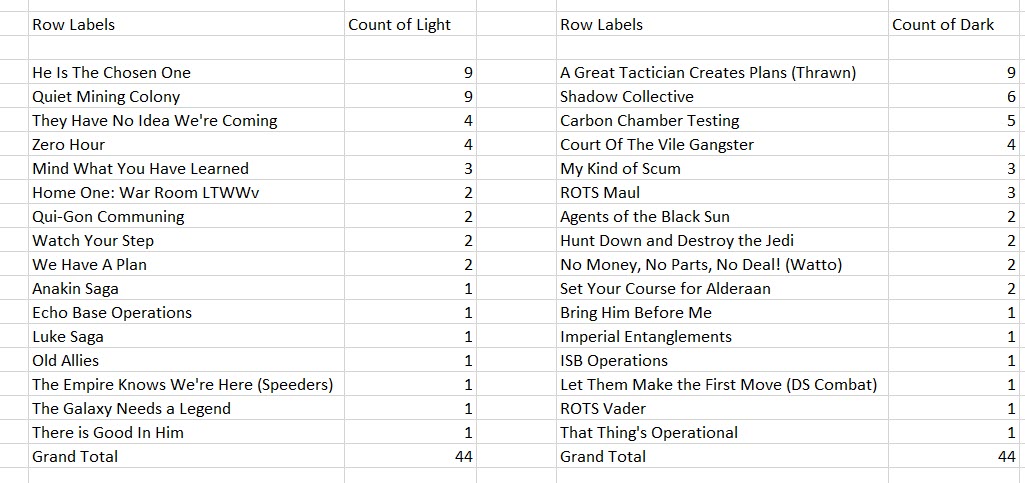 Row Labels Count of Light Row Labels Count of Dark
He Is The Chosen One 9 A Great Tactician Creates Plans (Thrawn) 9
Quiet Mining Colony 9 Shadow Collective 6
They Have No Idea We're Coming 4 Carbon Chamber Testing 5
Zero Hour 4 Court Of The Vile Gangster 4
Mind What You Have Learned 3 My Kind of Scum 3
Home One: War Room LTWWv 2 ROTS Maul 3
Qui-Gon Communing 2 Agents of the Black Sun 2
Watch Your Step 2 Hunt Down and Destroy the Jedi 2
We Have A Plan 2 No Money, No Parts, No Deal! (Watto) 2
Anakin Saga 1 Set Your Course for Alderaan 2
Echo Base Operations 1 Bring Him Before Me 1
Luke Saga 1 Imperial Entanglements 1
Old Allies 1 ISB Operations 1
The Empire Knows We're Here (Speeders) 1 Let Them Make the First Move (DS Combat) 1
The Galaxy Needs a Legend 1 ROTS Vader 1
There is Good In Him 1 That Thing's Operational 1
Grand Total 44 Grand Total 44